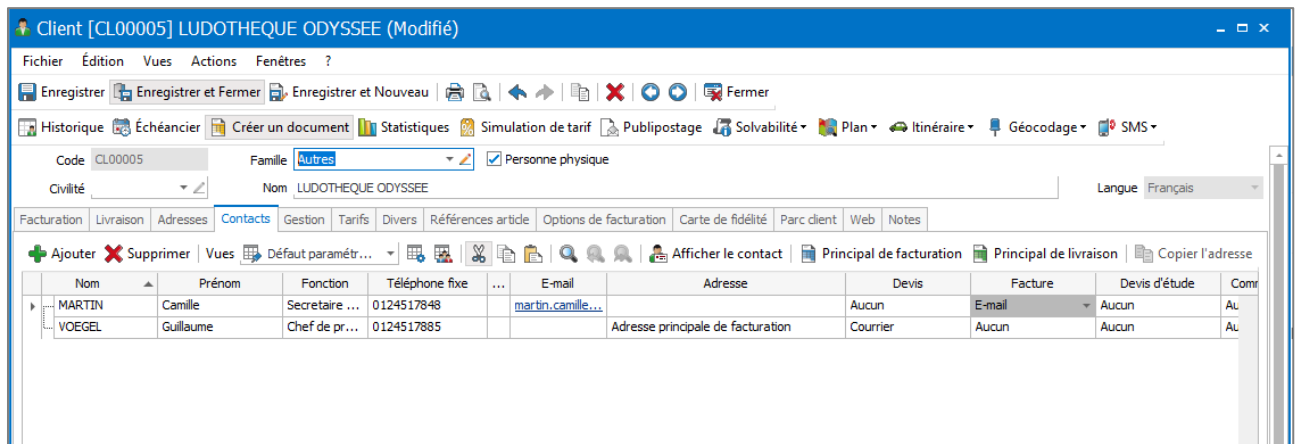 Client [CL00005] LUDOTHEQUE ODYSSEE (Modifié)
Fichier Édition Vues Actions Fenêtres ?
Enregistrer Enregistrer et Fermer Enregistrer et Nouveau Fermer
Historique Échéancier Créer un document Statistiques Simulation de tarif Publipostage Solvabilité Plan Itinéraire Géocodage SMS
Code CL00005 Famille Autres Personne physique
Civilité Nom LUDOTHEQUE ODYSSEE Langue Français
Facturation Livraison Adresses Contacts Gestion Tarifs Divers Références article Options de facturation Carte de fidélité Parc client Web Notes
Ajouter Supprimer Vues Défaut paramétr... Afficher le contact Principal de facturation Principal de livraison Copier l'adresse
Nom Prénom Fonction Téléphone fixe ... E-mail Adresse Devis Facture Devis d'étude Comm
MARTIN Camille Secretaire ... 0124517848 martin.camille... Aucun E-mail Aucun Au
VOEGEL Guillaume Chef de pr... 0124517885 Adresse principale de facturation Courrier Aucun Aucun Au